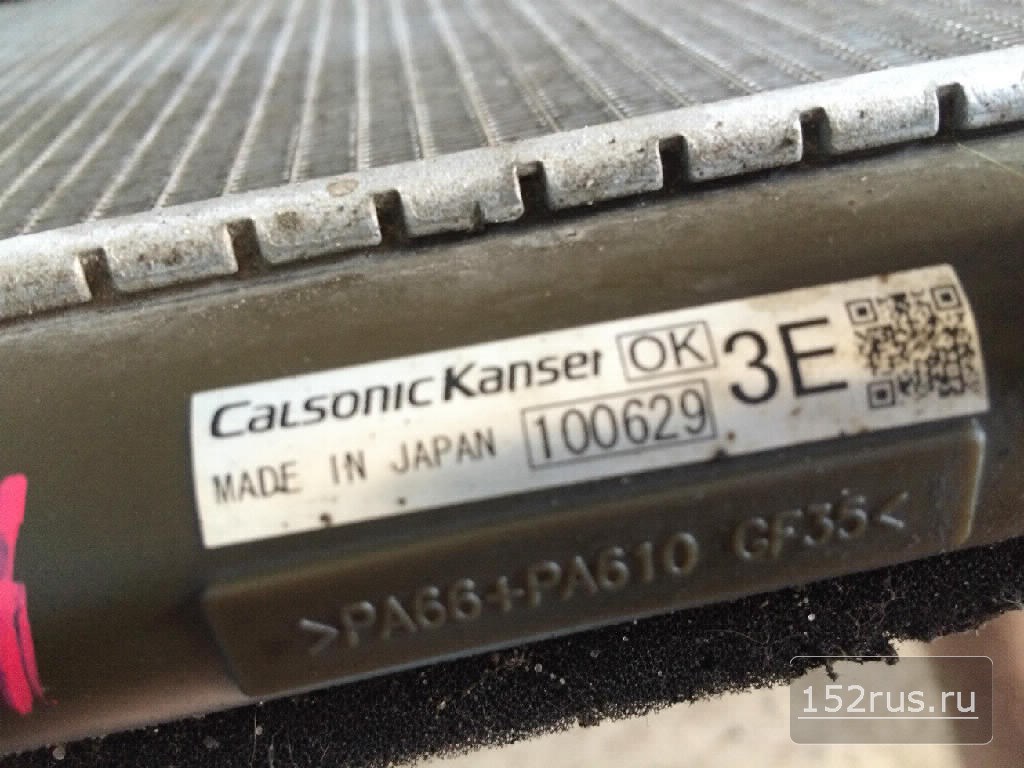 CalsonicKansei OK 3E
MADE IN JAPAN 100629
>PA66+PA610 GF35<
152rus.ru